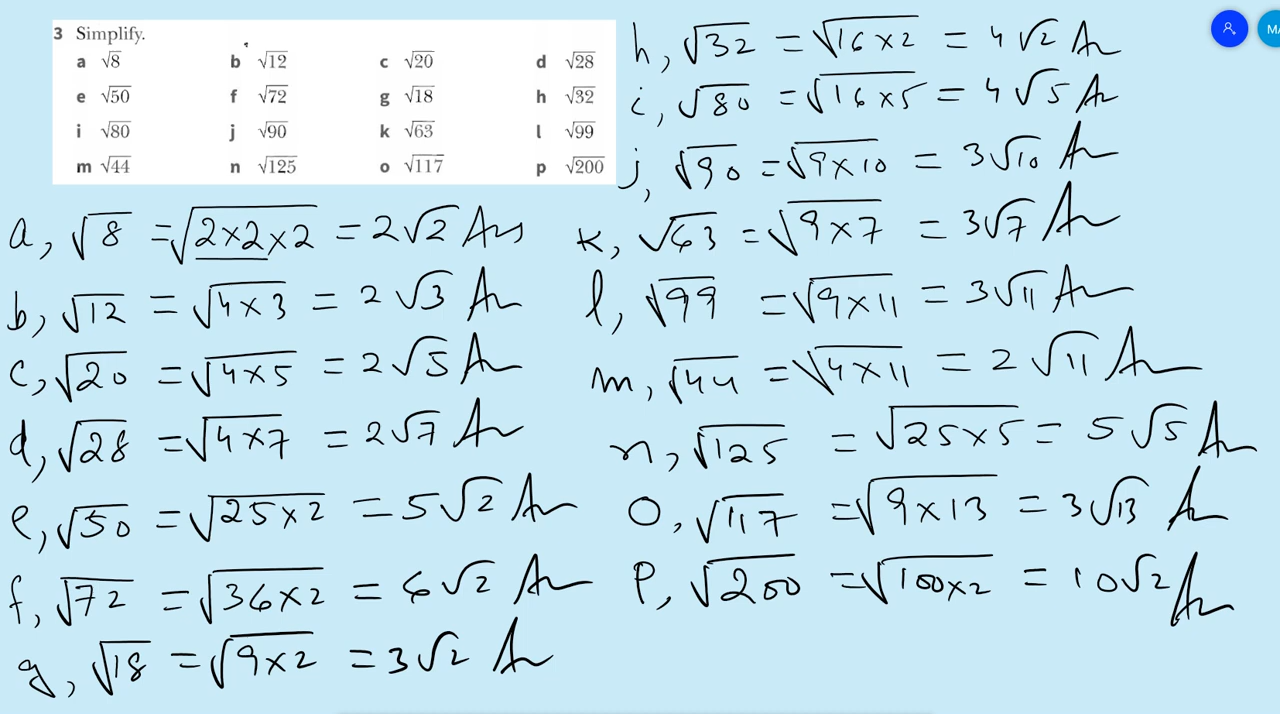 3 Simplify.
a √8 b √12 c √20 d √28
e √50 f √72 g √18 h √32
i √80 j √90 k √63 l √99
m √44 n √125 o √117 p √200
a, √8 = √2×2×2 = 2√2 Ans
b, √12 = √4×3 = 2√3 An
c, √20 = √4×5 = 2√5 An
d, √28 = √4×7 = 2√7 An
e, √50 = √25×2 = 5√2 An
f, √72 = √36×2 = 6√2 An
g, √18 = √9×2 = 3√2 An
h, √32 = √16×2 = 4√2 An
i, √80 = √16×5 = 4√5 An
j, √90 = √9×10 = 3√10 An
K, √63 = √9×7 = 3√7 An
l, √99 = √9×11 = 3√11 An
m, √44 = √4×11 = 2√11 An
n, √125 = √25×5 = 5√5 An
O, √117 = √9×13 = 3√13 An
P, √200 = √100×2 = 10√2 An
MA